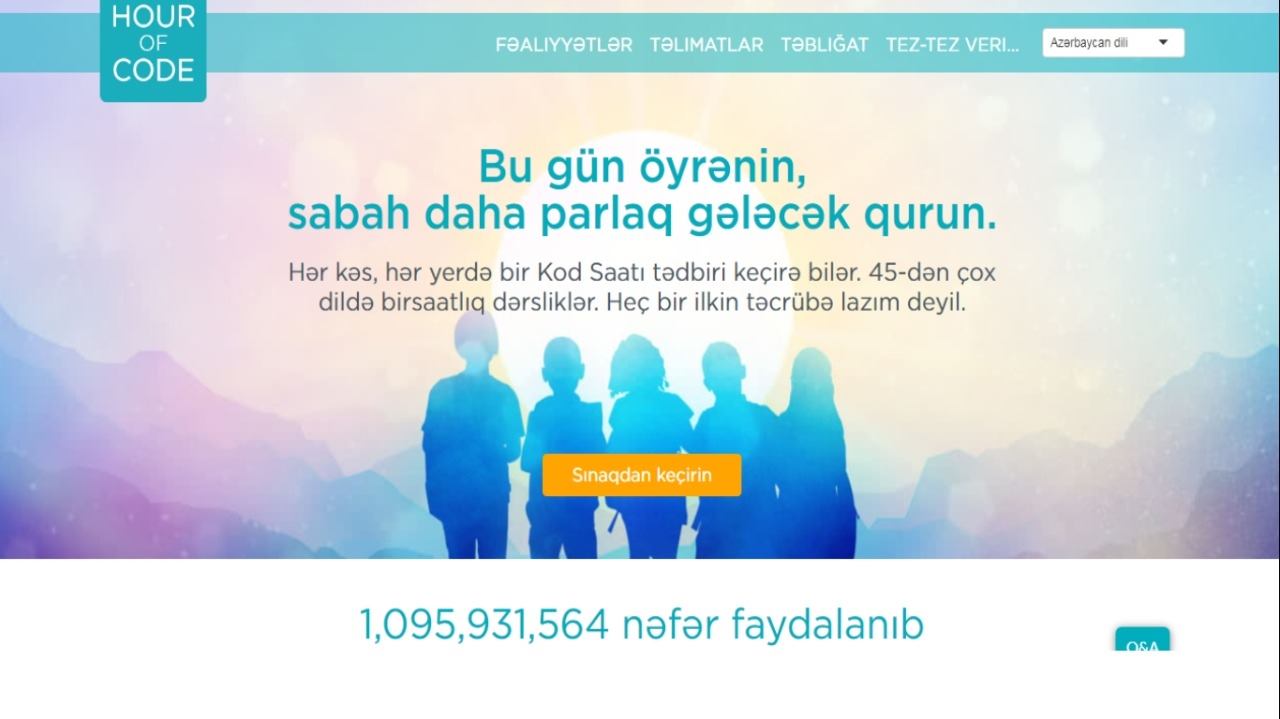 HOUR
OF
CODE
FƏALIYYƏTLƏR TƏLIMATLAR TƏBLIĞAT TEZ-TEZ VERI...
Azərbaycan dili
Bu gün öyrənin,
sabah daha parlaq gələcək qurun.
Hər kəs, hər yerdə bir Kod Saatı tədbiri keçirə bilər. 45-dən çox
dildə birsaatlıq dərsliklər. Heç bir ilkin təcrübə lazım deyil.
Sınaqdan keçirin
1,095,931,564 nəfər faydalanıb
Q&A